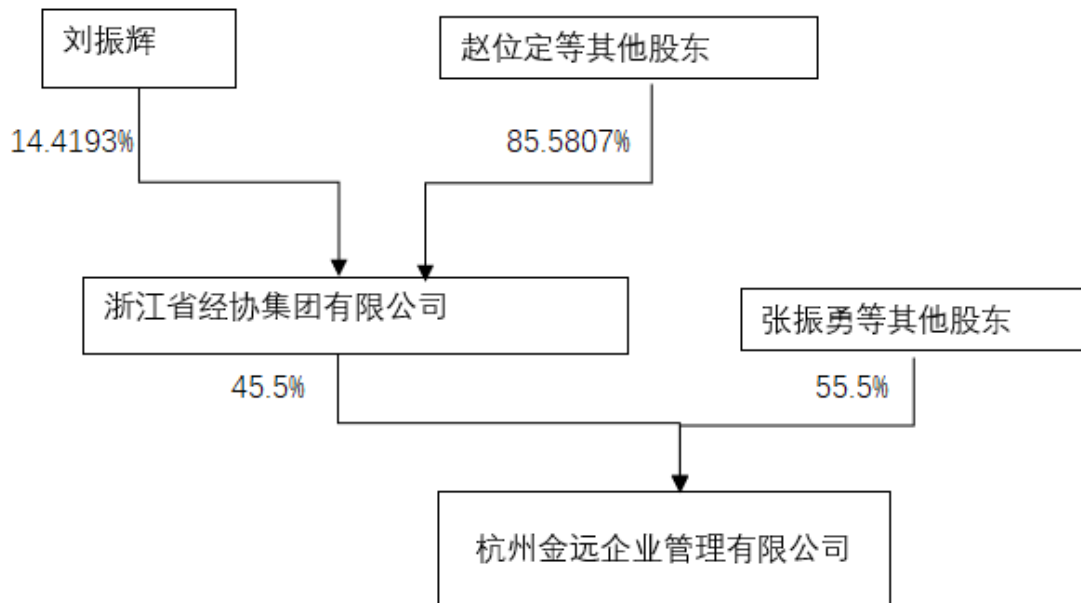 刘振辉
赵位定等其他股东
14.4193%
85.5807%
浙江省经协集团有限公司
张振勇等其他股东
45.5%
55.5%
杭州金远企业管理有限公司